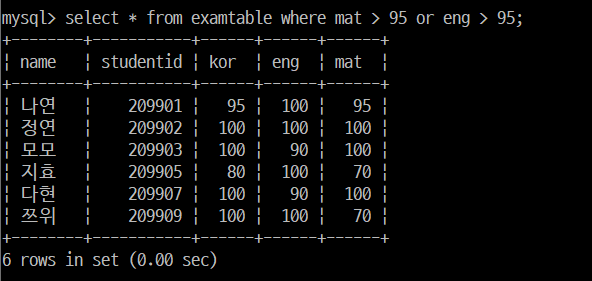 mysql> select * from examtable where mat > 95 or eng > 95;
+--------+-----------+------+------+------+
| name   | studentid | kor  | eng  | mat  |
+--------+-----------+------+------+------+
| 나연   |    209901 |   95 |  100 |   95 |
| 정연   |    209902 |  100 |  100 |  100 |
| 모모   |    209903 |  100 |   90 |  100 |
| 지효   |    209905 |   80 |  100 |   70 |
| 다현   |    209907 |  100 |   90 |  100 |
| 쯔위   |    209909 |  100 |  100 |   70 |
+--------+-----------+------+------+------+
6 rows in set (0.00 sec)